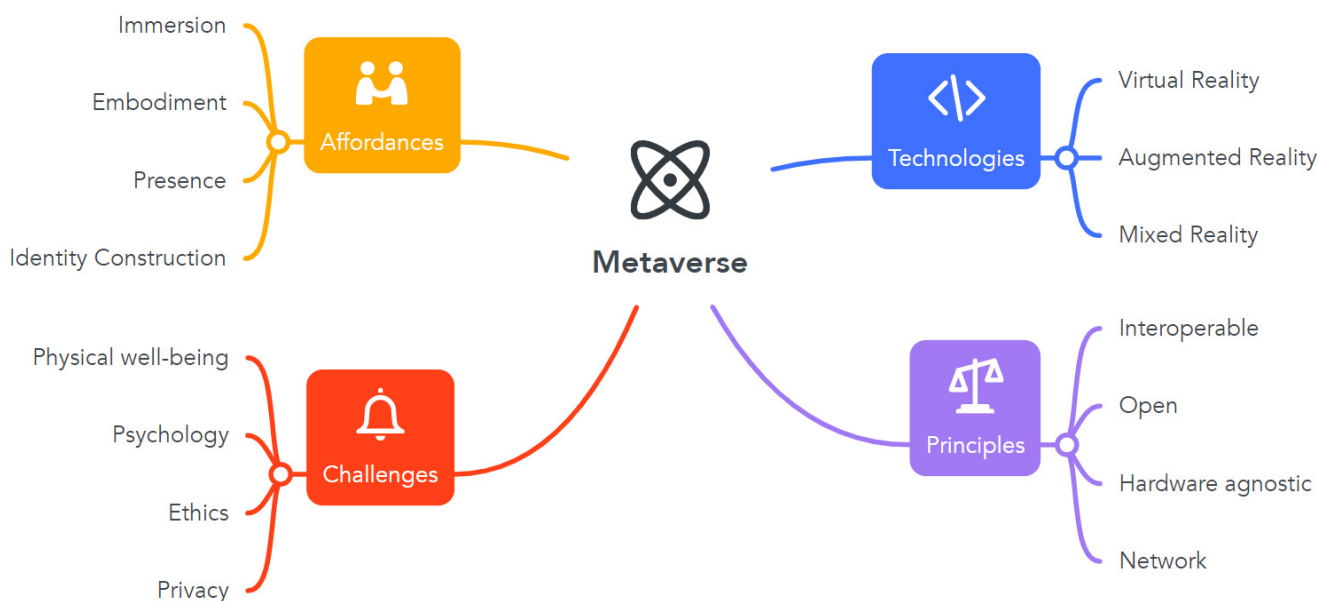 Metaverse
Affordances
Immersion
Embodiment
Presence
Identity Construction
Technologies
Virtual Reality
Augmented Reality
Mixed Reality
Challenges
Physical well-being
Psychology
Ethics
Privacy
Principles
Interoperable
Open
Hardware agnostic
Network